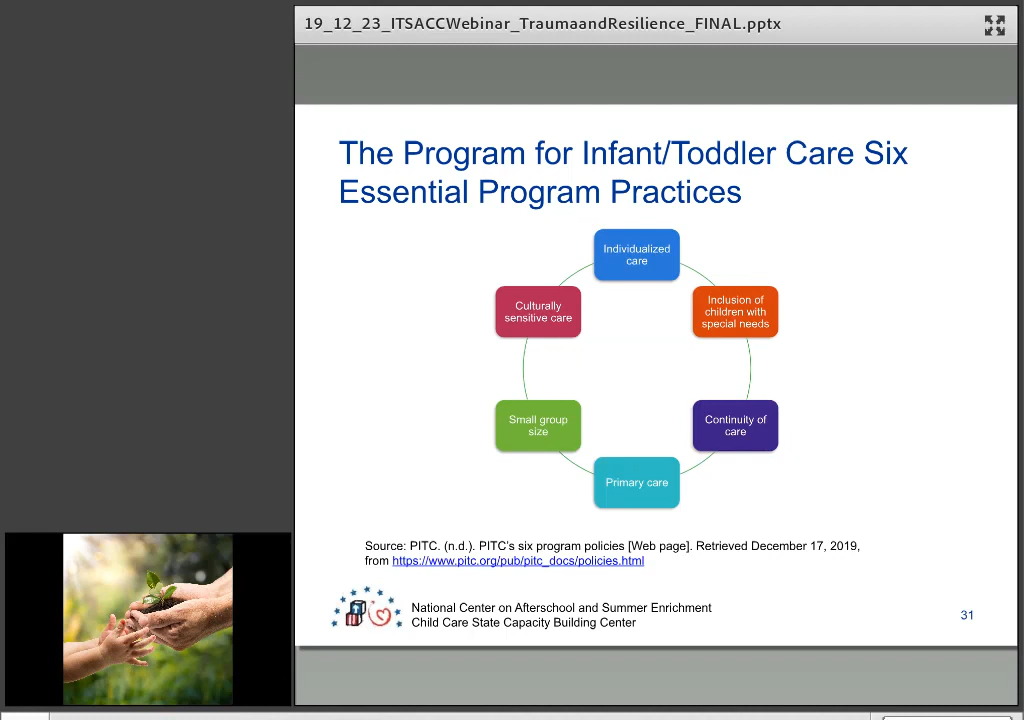 19_12_23_ITSACCWebinar_TraumaandResilience_FINAL.pptx
The Program for Infant/Toddler Care Six
Essential Program Practices
Individualized
care
Inclusion of
children with
special needs
Continuity of
care
Primary care
Small group
size
Culturally
sensitive care
Source: PITC. (n.d.). PITC’s six program policies [Web page]. Retrieved December 17, 2019,
from https://www.pitc.org/pub/pitc_docs/policies.html
National Center on Afterschool and Summer Enrichment
Child Care State Capacity Building Center
31